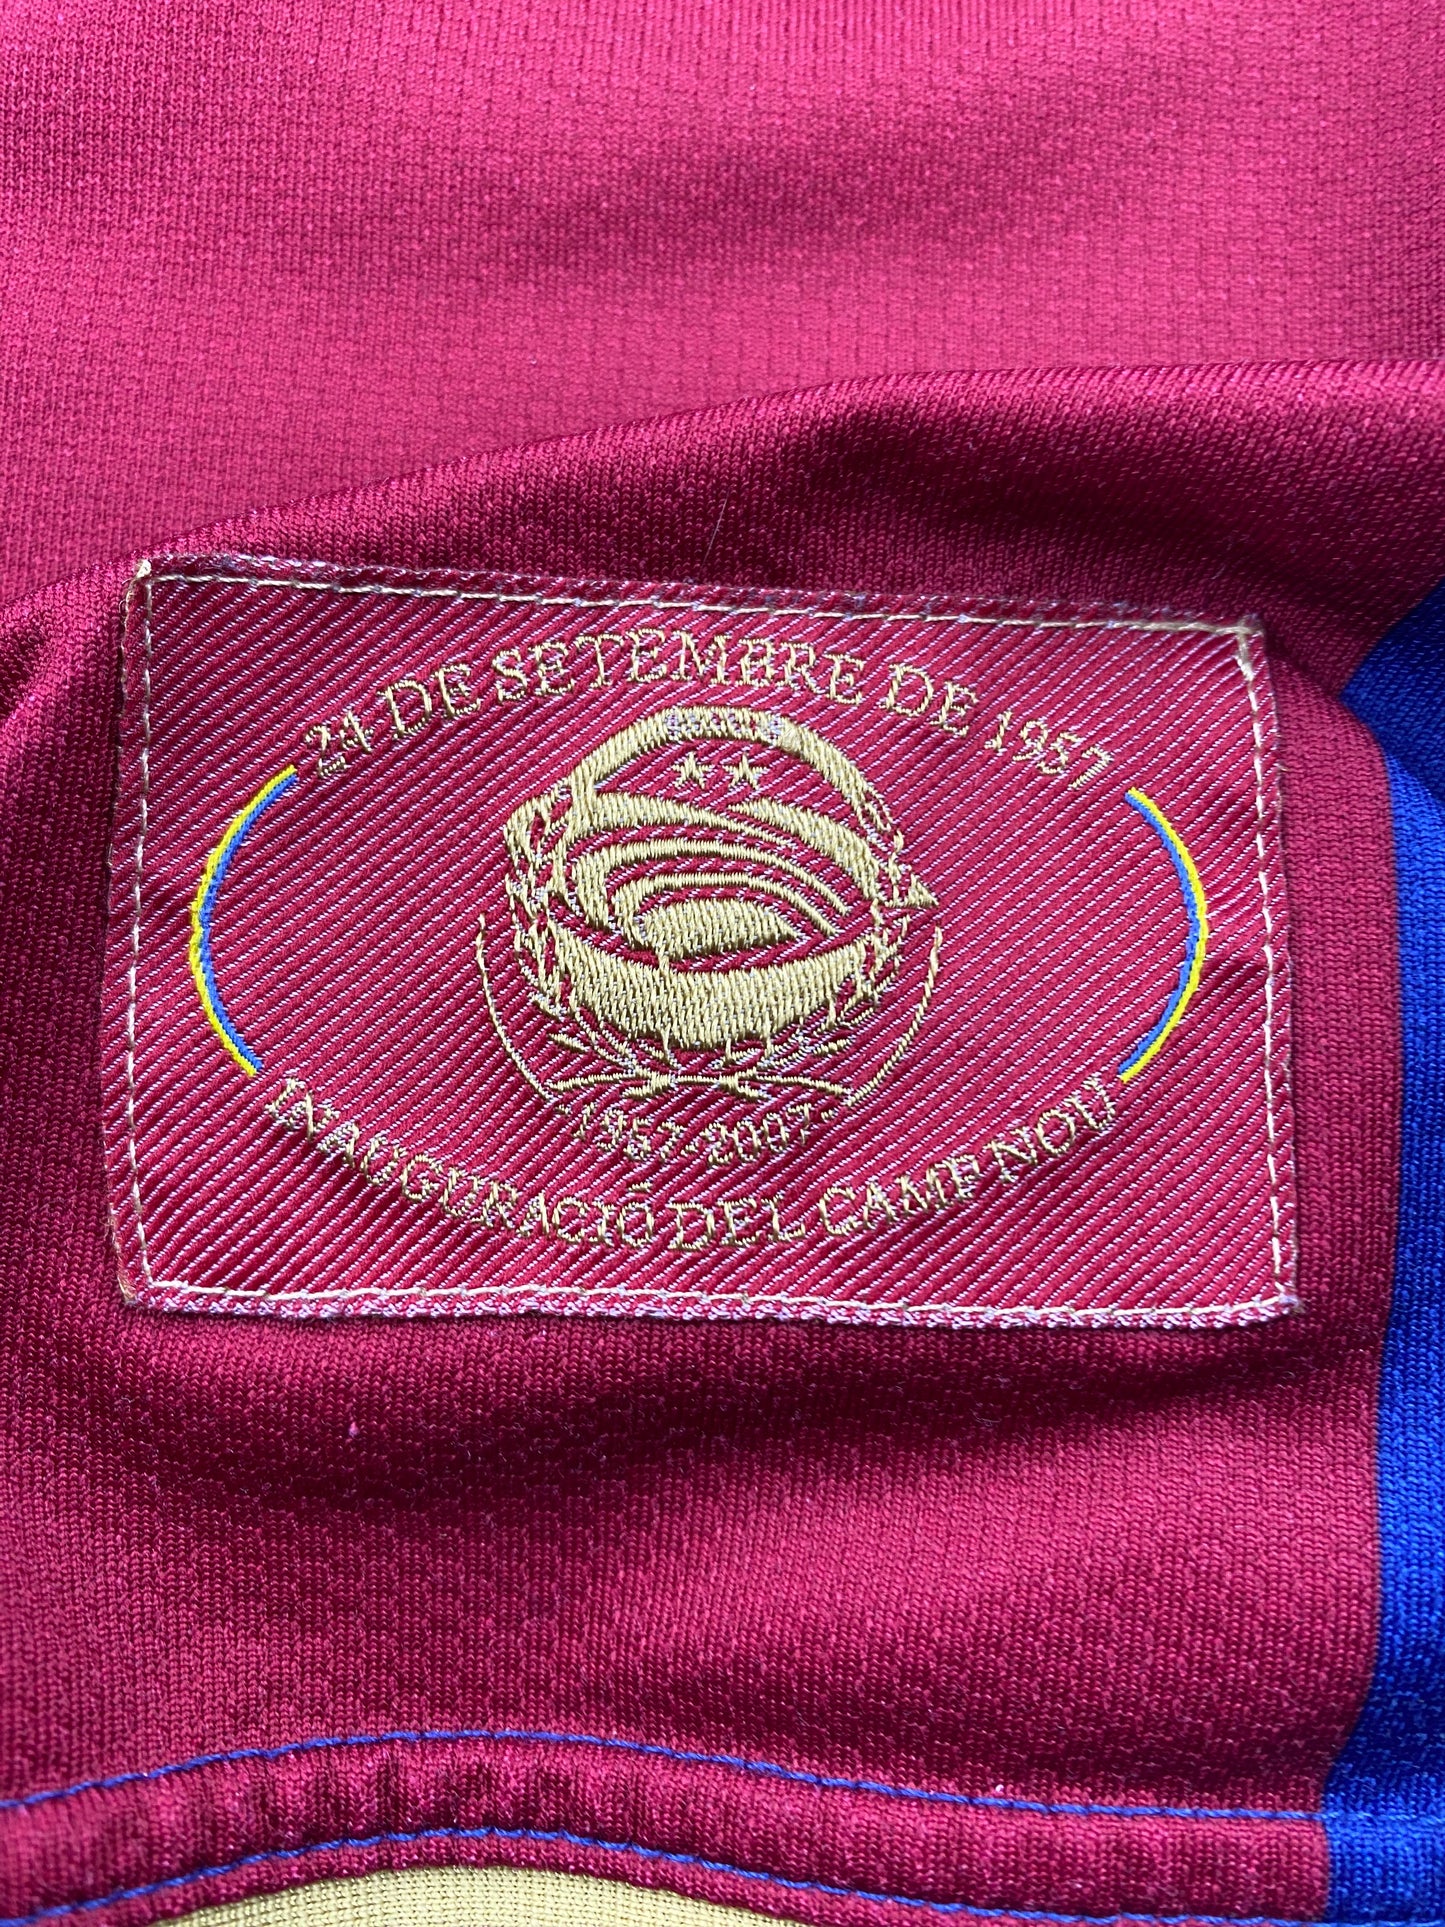 24 DE SETEMBRE DE 1957
-1957-2007-
INAUGURACIÓ DEL CAMP NOU